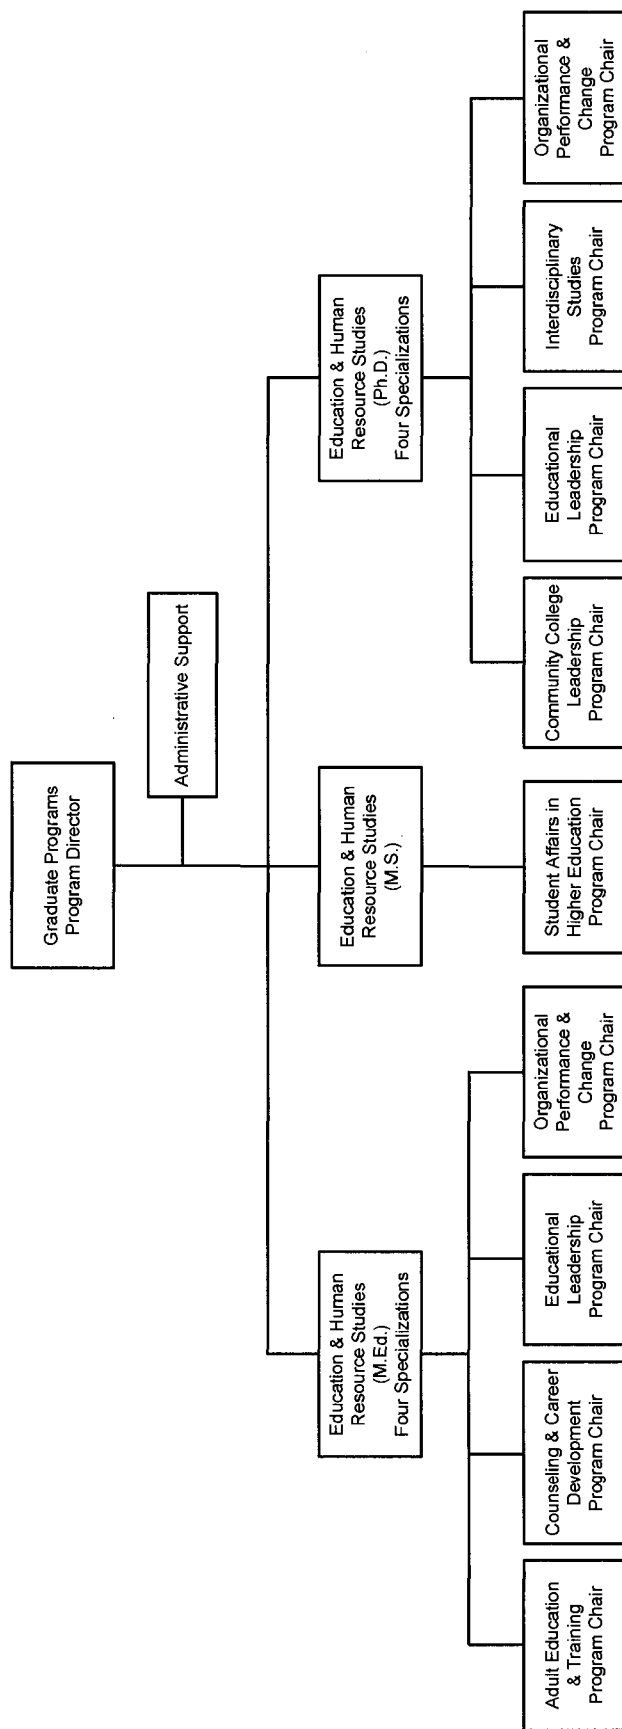 Graduate Programs
Program Director
Administrative Support
Education & Human
Resource Studies
(M.Ed.)
Four Specializations
Education & Human
Resource Studies
(M.S.)
Education & Human
Resource Studies
(Ph.D.)
Four Specializations
Adult Education
& Training
Program Chair
Counseling & Career
Development
Program Chair
Educational
Leadership
Program Chair
Organizational
Performance &
Change
Program Chair
Student Affairs in
Higher Education
Program Chair
Community College
Leadership
Program Chair
Educational
Leadership
Program Chair
Interdisciplinary
Studies
Program Chair
Organizational
Performance &
Change
Program Chair